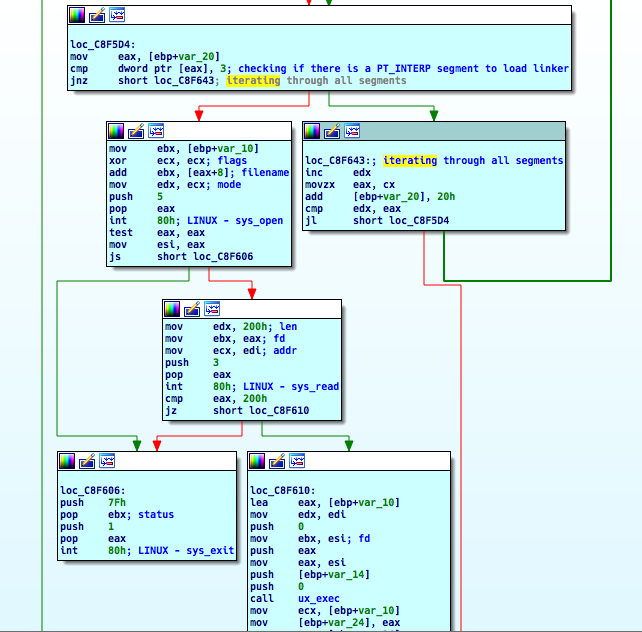 loc_C8F5D4:
mov eax, [ebp+var_20]
cmp dword ptr [eax], 3; checking if there is a PT_INTERP segment to load linker
jnz short loc_C8F643; iterating through all segments
mov ebx, [ebp+var_10]
xor ecx, ecx; flags
add ebx, [eax+8]; filename
mov edx, ecx; mode
push 5
pop eax
int 80h; LINUX - sys_open
test eax, eax
mov esi, eax
js short loc_C8F606
loc_C8F643:; iterating through all segments
inc edx
movzx eax, cx
add [ebp+var_20], 20h
cmp edx, eax
jl short loc_C8F5D4
mov edx, 200h; len
mov ebx, eax; fd
mov ecx, edi; addr
push 3
pop eax
int 80h; LINUX - sys_read
cmp eax, 200h
jz short loc_C8F610
loc_C8F606:
push 7Fh
pop ebx; status
push 1
pop eax
int 80h; LINUX - sys_exit
loc_C8F610:
lea eax, [ebp+var_10]
mov edx, edi
push 0
mov ebx, esi; fd
push eax
mov eax, esi
push [ebp+var_14]
push 0
call ux_exec
mov ecx, [ebp+var_10]
mov [ebp+var_24], eax